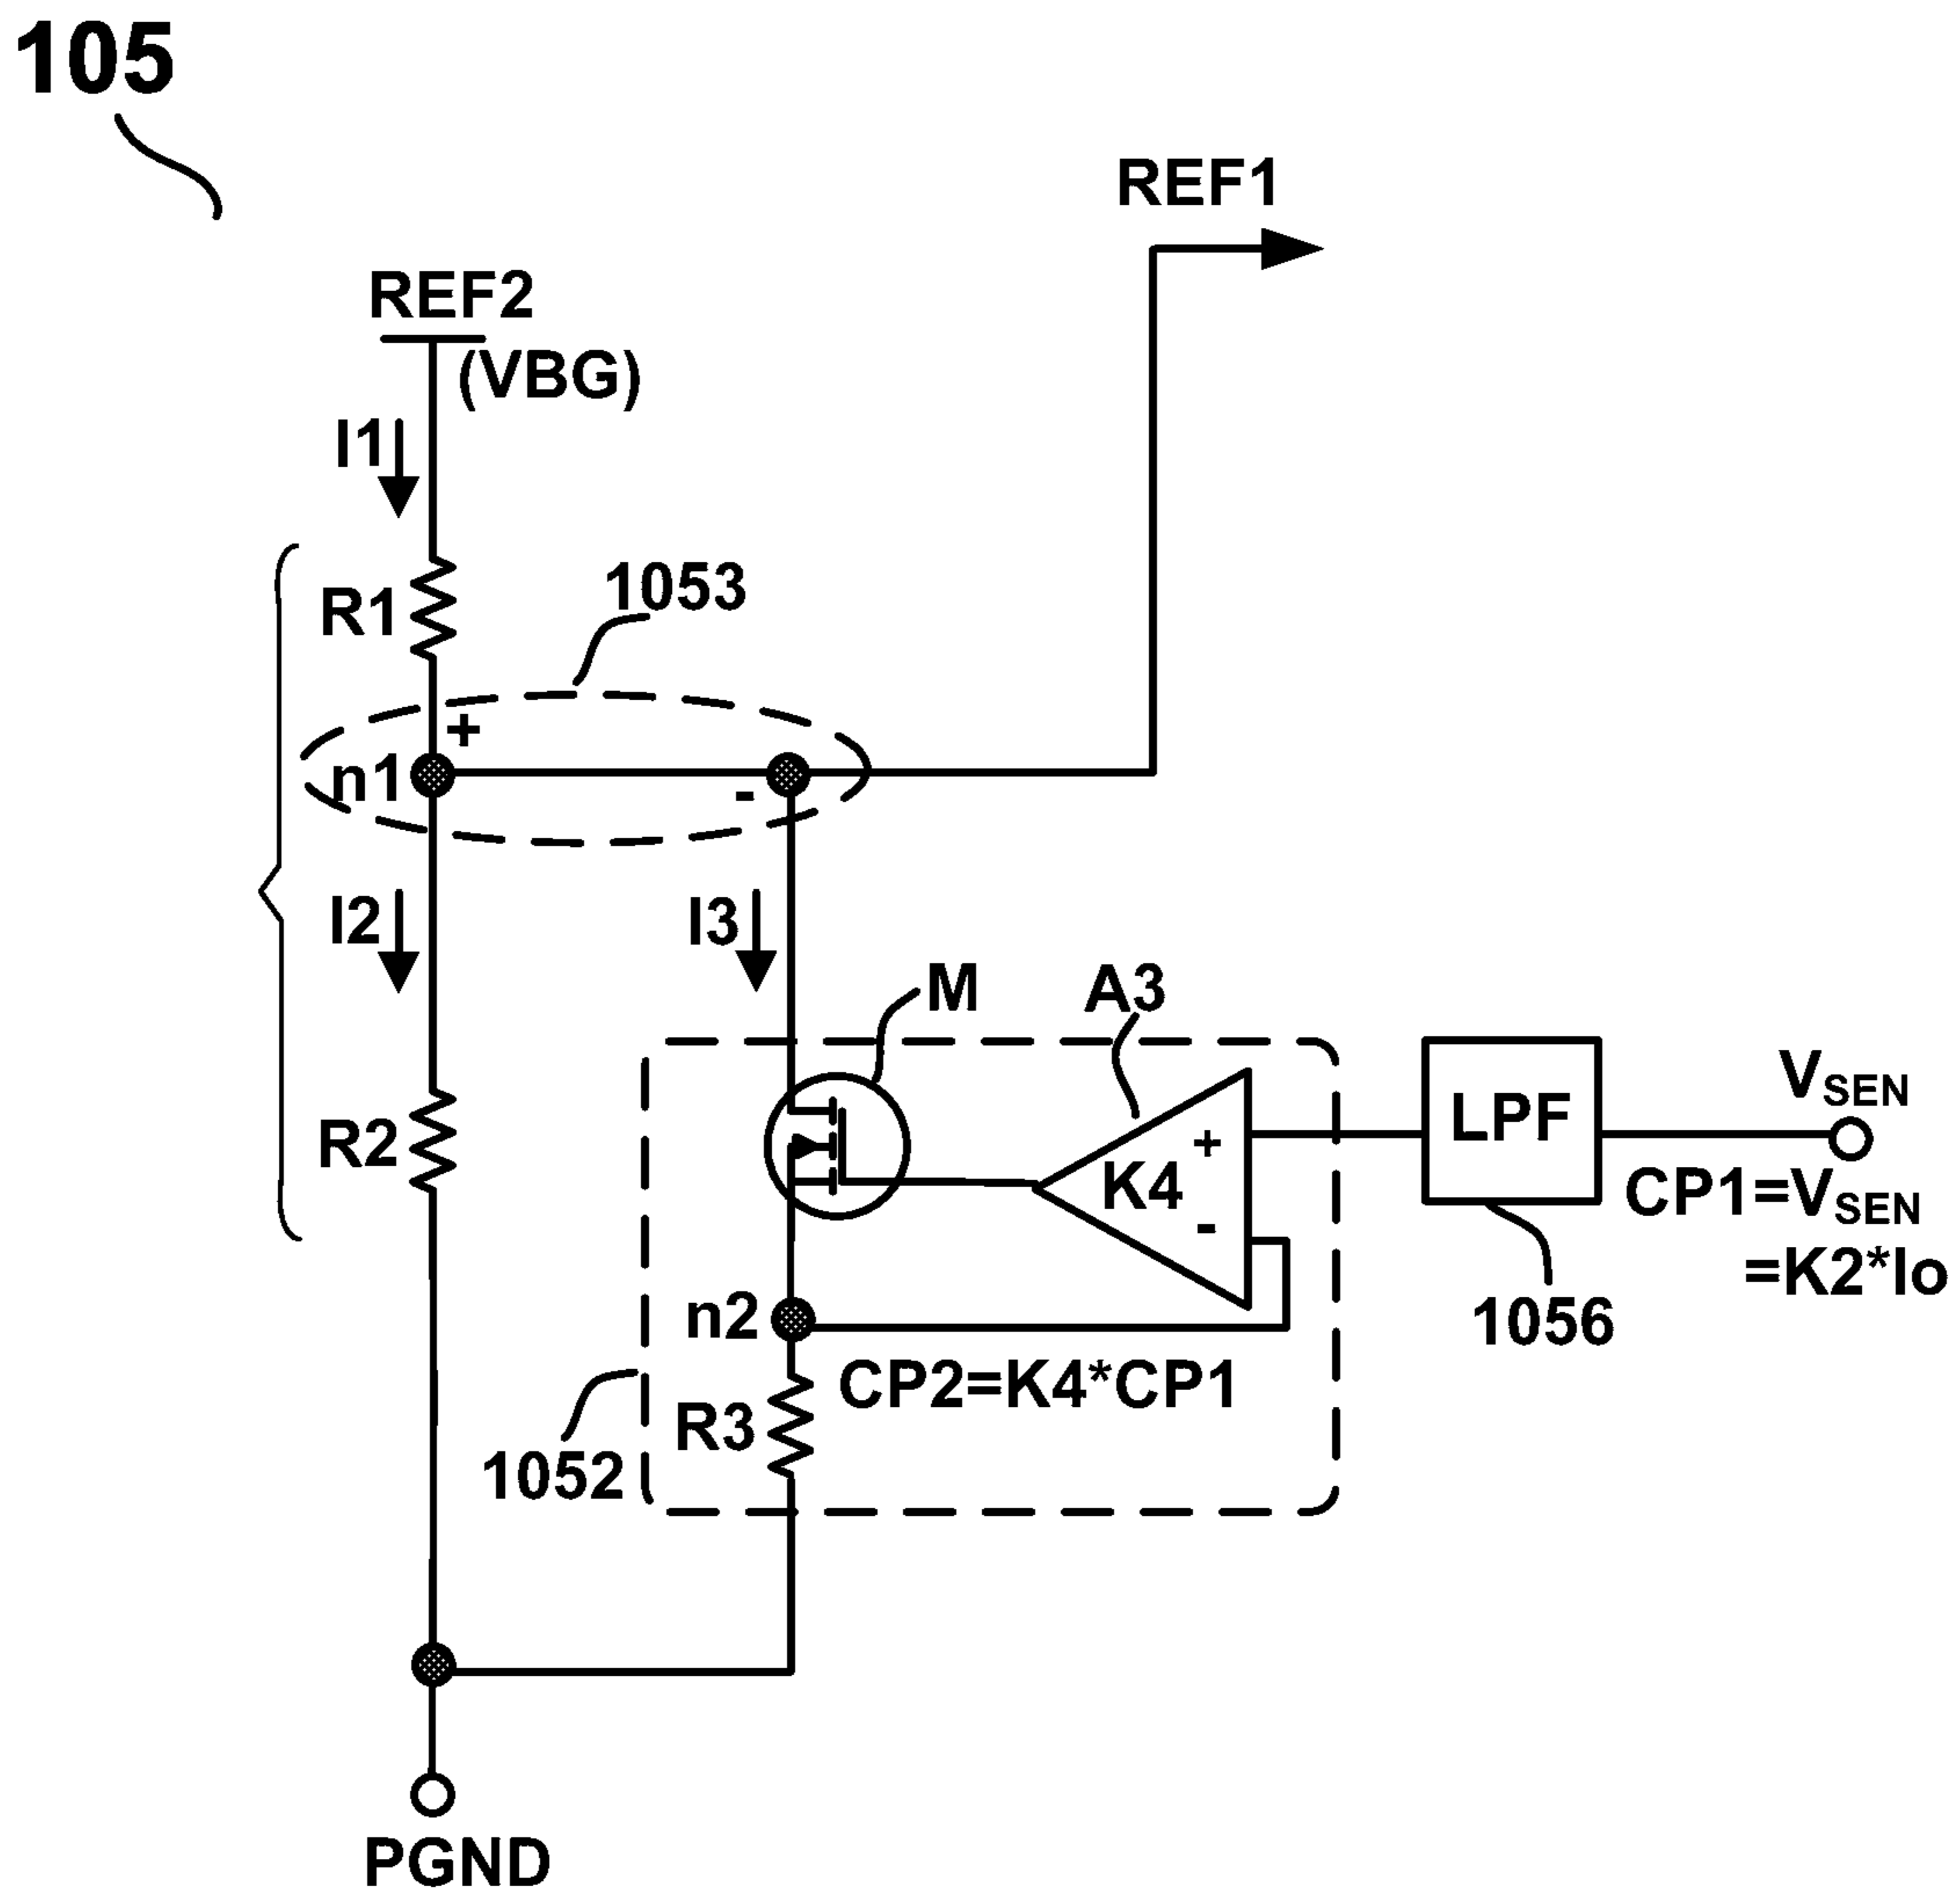 105
REF1
REF2
(VBG)
I1
1053
R1
+
n1
-
I2
I3
M
A3
R2
+
K4
-
LPF
VSEN
CP1=VSEN
=K2*Io
1056
n2
CP2=K4*CP1
R3
1052
PGND